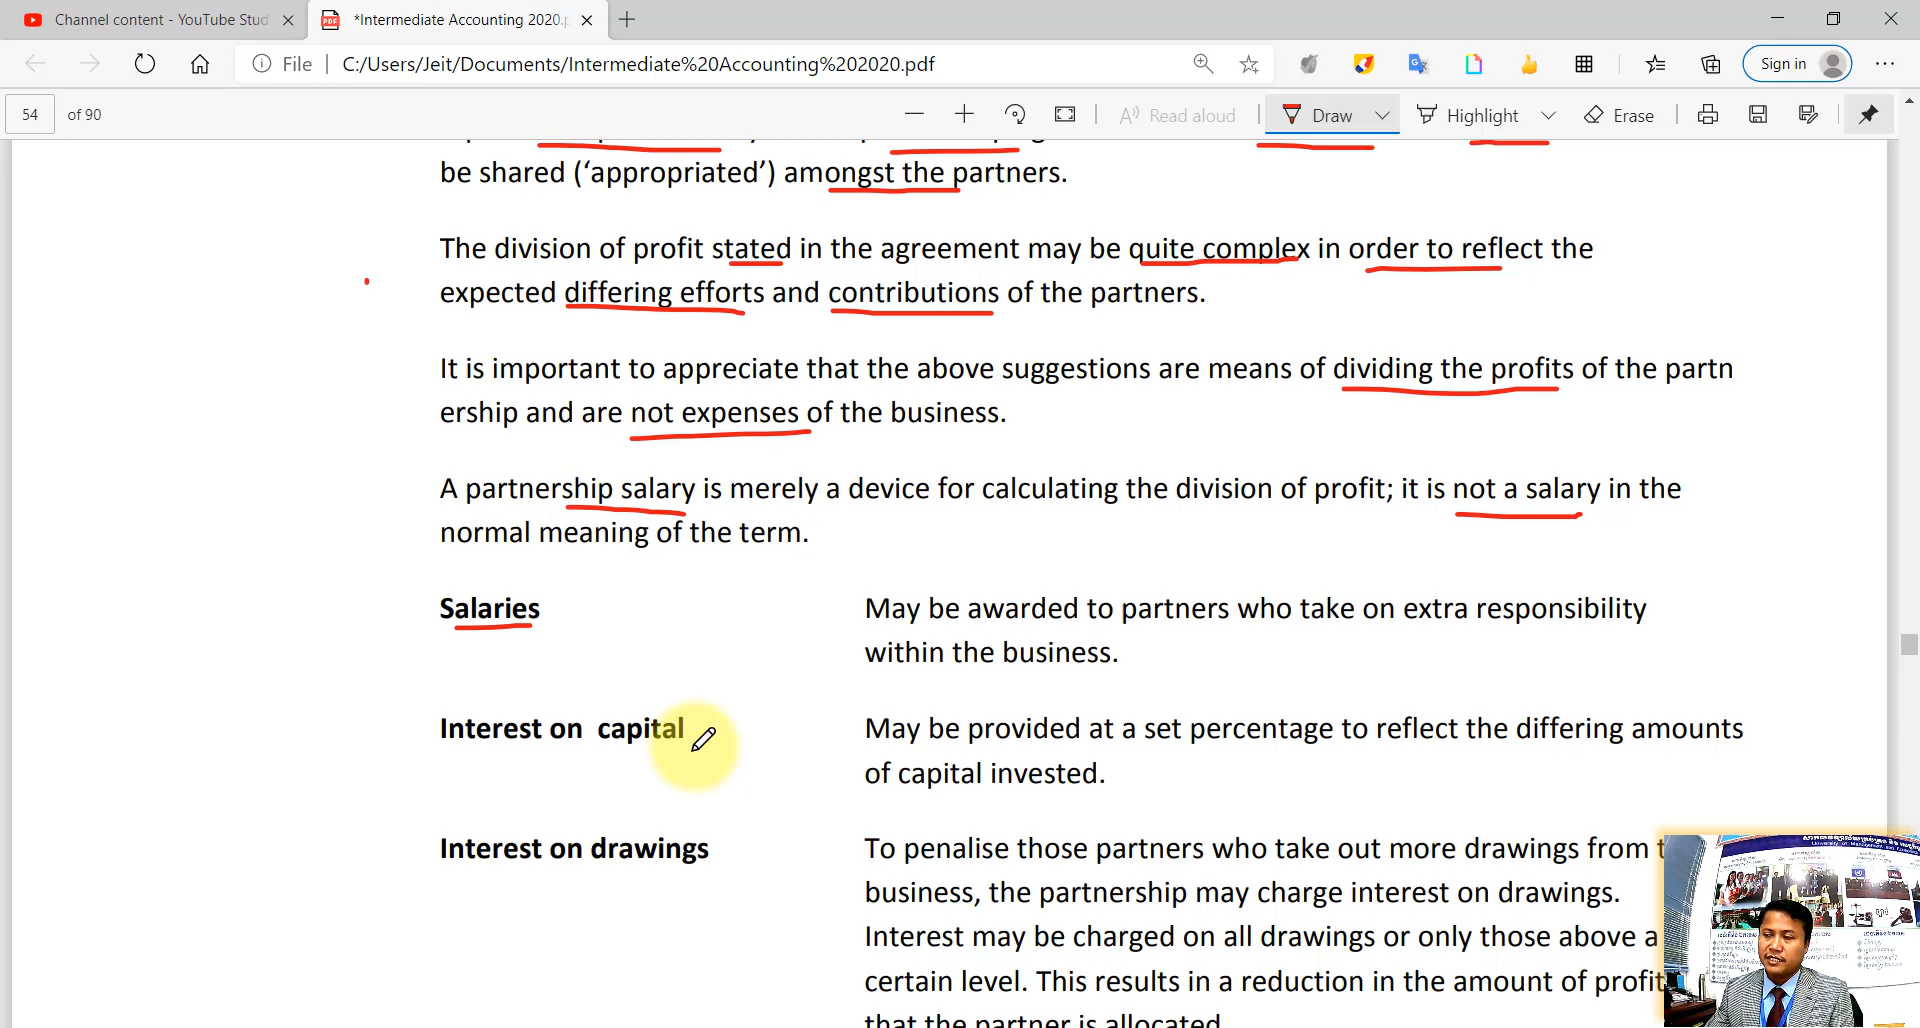 Channel content - YouTube Stud
*Intermediate Accounting 2020.p
File
C:/Users/Jeit/Documents/Intermediate%20Accounting%202020.pdf
Sign in
54 of 90
Read aloud
Draw
Highlight
Erase
be shared (‘appropriated’) amongst the partners.
The division of profit stated in the agreement may be quite complex in order to reflect the
expected differing efforts and contributions of the partners.
It is important to appreciate that the above suggestions are means of dividing the profits of the partn
ership and are not expenses of the business.
A partnership salary is merely a device for calculating the division of profit; it is not a salary in the
normal meaning of the term.
Salaries
May be awarded to partners who take on extra responsibility
within the business.
Interest on capital
May be provided at a set percentage to reflect the differing amounts
of capital invested.
Interest on drawings
To penalise those partners who take out more drawings from t
business, the partnership may charge interest on drawings.
Interest may be charged on all drawings or only those above a
certain level. This results in a reduction in the amount of profit
that the partner is allocated